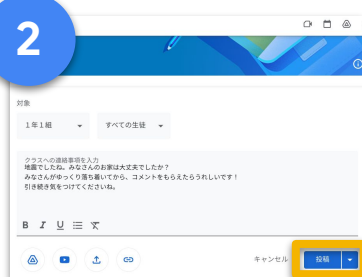 2
対象
1年1組 すべての生徒
クラスへの連絡事項を入力
地震でしたね。みなさんのお家は大丈夫でしたか？
みなさんがゆっくり落ち着いてから、コメントをもらえたらうれしいです！
引き続き気をつけてくださいね。
B I U
キャンセル 投稿